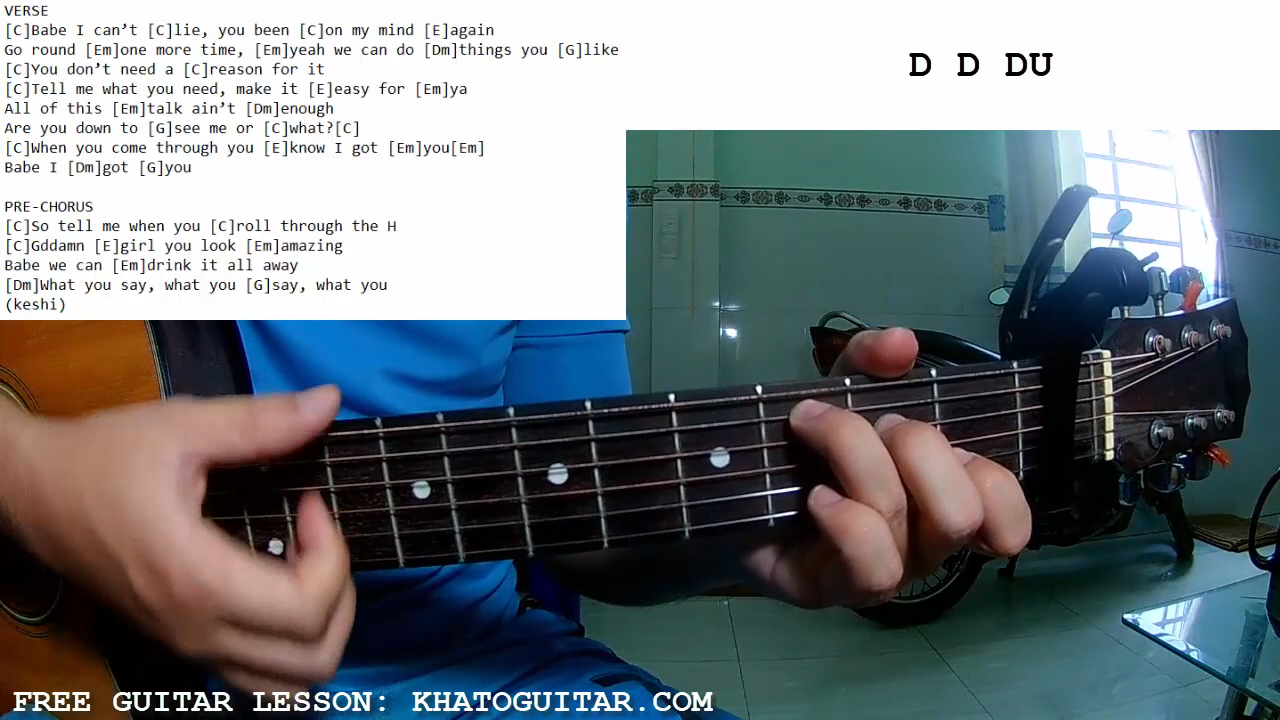 VERSE
[C]Babe I can’t [C]lie, you been [C]on my mind [E]again
Go round [Em]one more time, [Em]yeah we can do [Dm]things you [G]like
[C]You don’t need a [C]reason for it
[C]Tell me what you need, make it [E]easy for [Em]ya
All of this [Em]talk ain’t [Dm]enough
Are you down to [G]see me or [C]what?[C]
[C]When you come through you [E]know I got [Em]you[Em]
Babe I [Dm]got [G]you
PRE-CHORUS
[C]So tell me when you [C]roll through the H
[C]Gddamn [E]girl you look [Em]amazing
Babe we can [Em]drink it all away
[Dm]What you say, what you [G]say, what you
(keshi)
D D DU
FREE GUITAR LESSON: KHATOGUITAR.COM